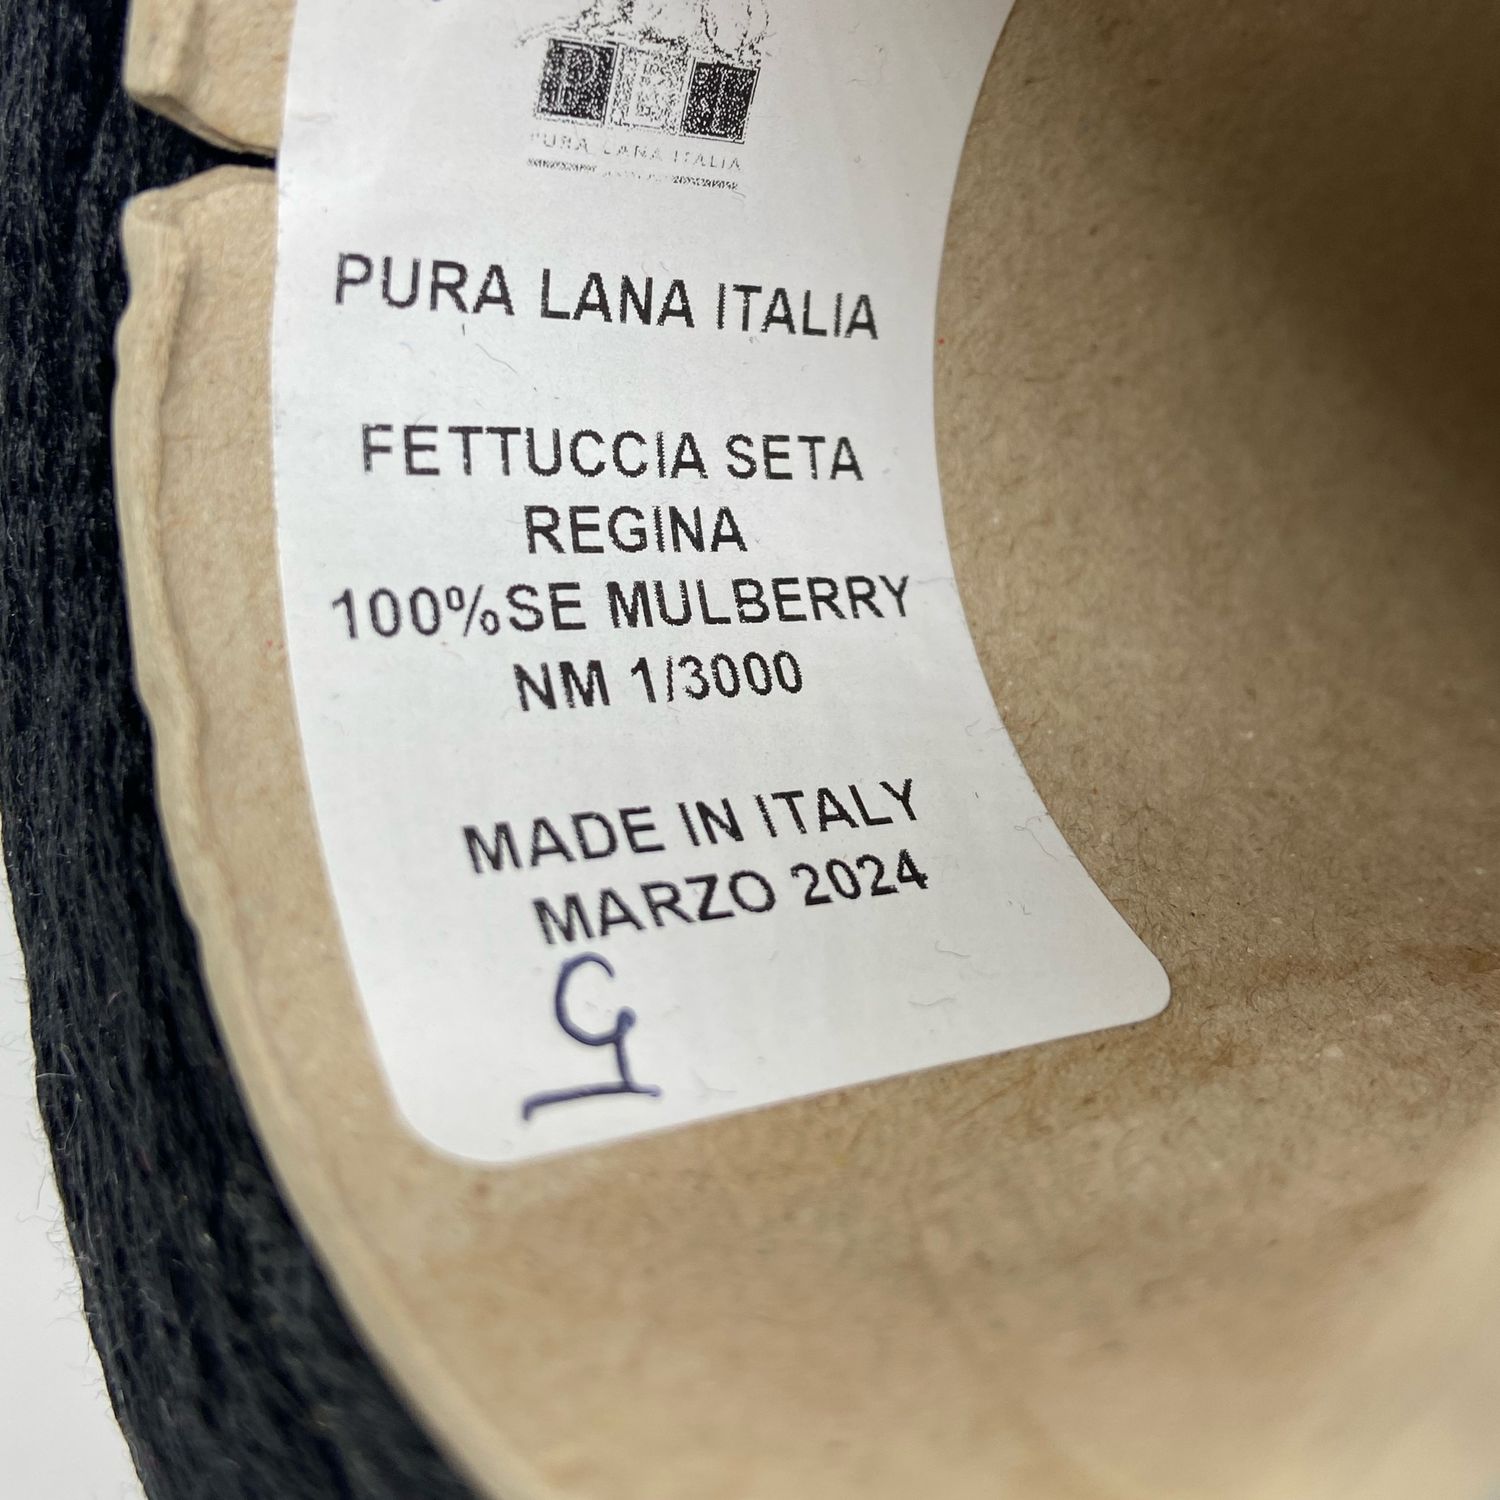 PLI
PURA LANA ITALIA
PURA LANA ITALIA
FETTUCCIA SETA
REGINA
100%SE MULBERRY
NM 1/3000
MADE IN ITALY
MARZO 2024